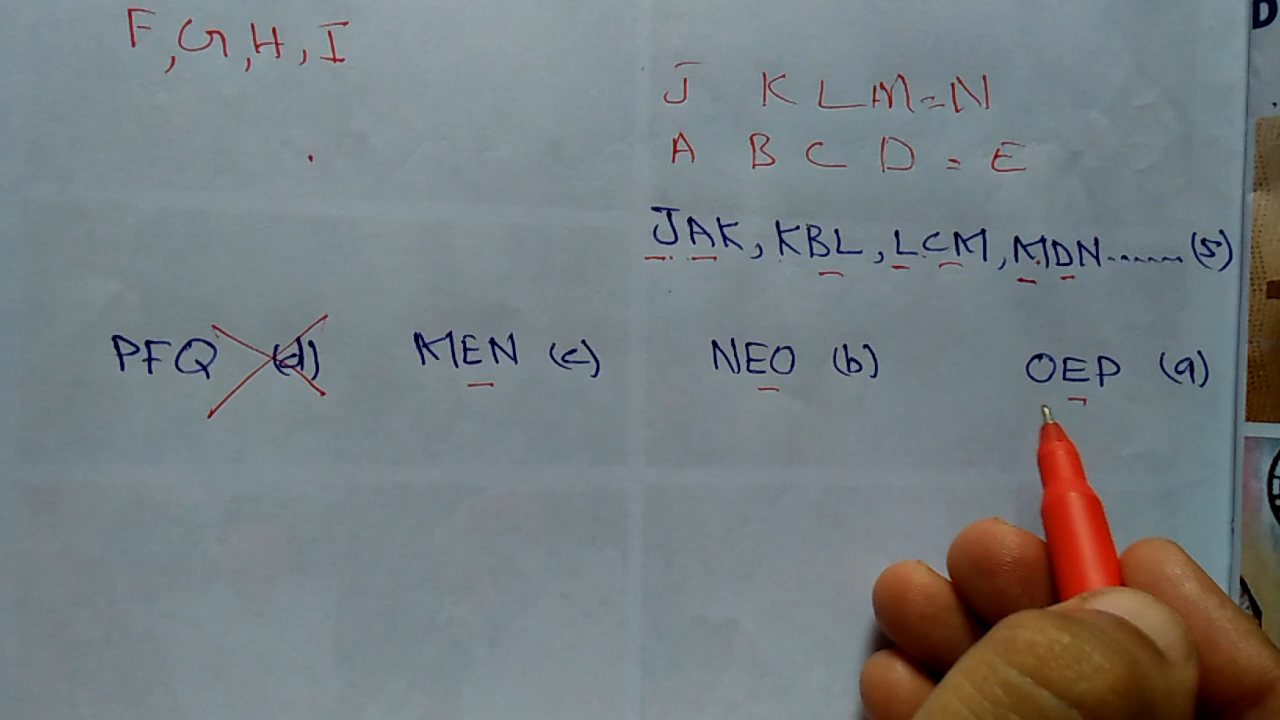 F, G, H, I
J K L M = N
A B C D = E
JAK, KBL, LCM, MDN....... (5)
PFQ (d) MEN (c) NEO (b) OEP (a)
D